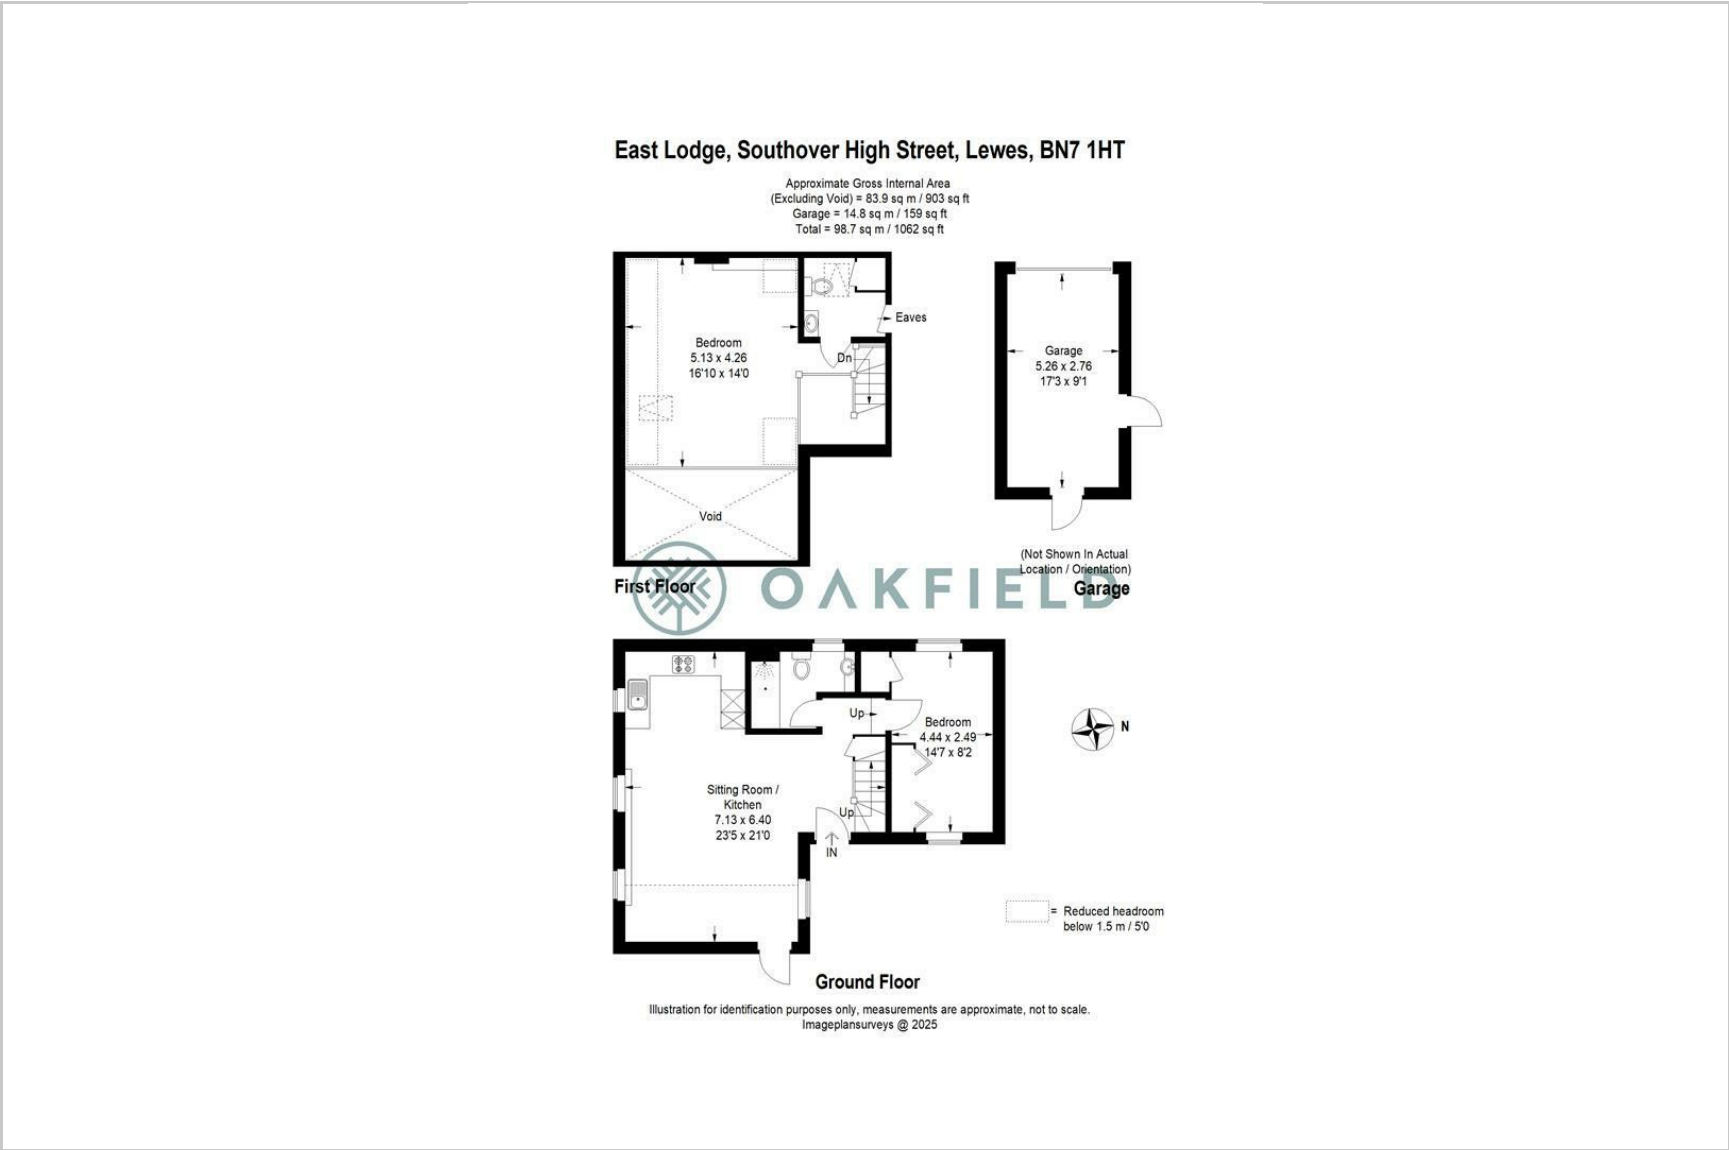 East Lodge, Southover High Street, Lewes, BN7 1HT
Approximate Gross Internal Area
(Excluding Void) = 83.9 sq m / 903 sq ft
Garage = 14.8 sq m / 159 sq ft
Total = 98.7 sq m / 1062 sq ft
Eaves
Bedroom
5.13 x 4.26
16'10 x 14'0
Dn
Garage
5.26 x 2.76
17'3 x 9'1
Void
(Not Shown In Actual
Location / Orientation)
First Floor
OAKFIELD
Garage
Up
Bedroom
4.44 x 2.49
14'7 x 8'2
N
Sitting Room /
Kitchen
7.13 x 6.40
23'5 x 21'0
Up
IN
= Reduced headroom
below 1.5 m / 5'0
Ground Floor
Illustration for identification purposes only, measurements are approximate, not to scale.
Imageplansurveys @ 2025